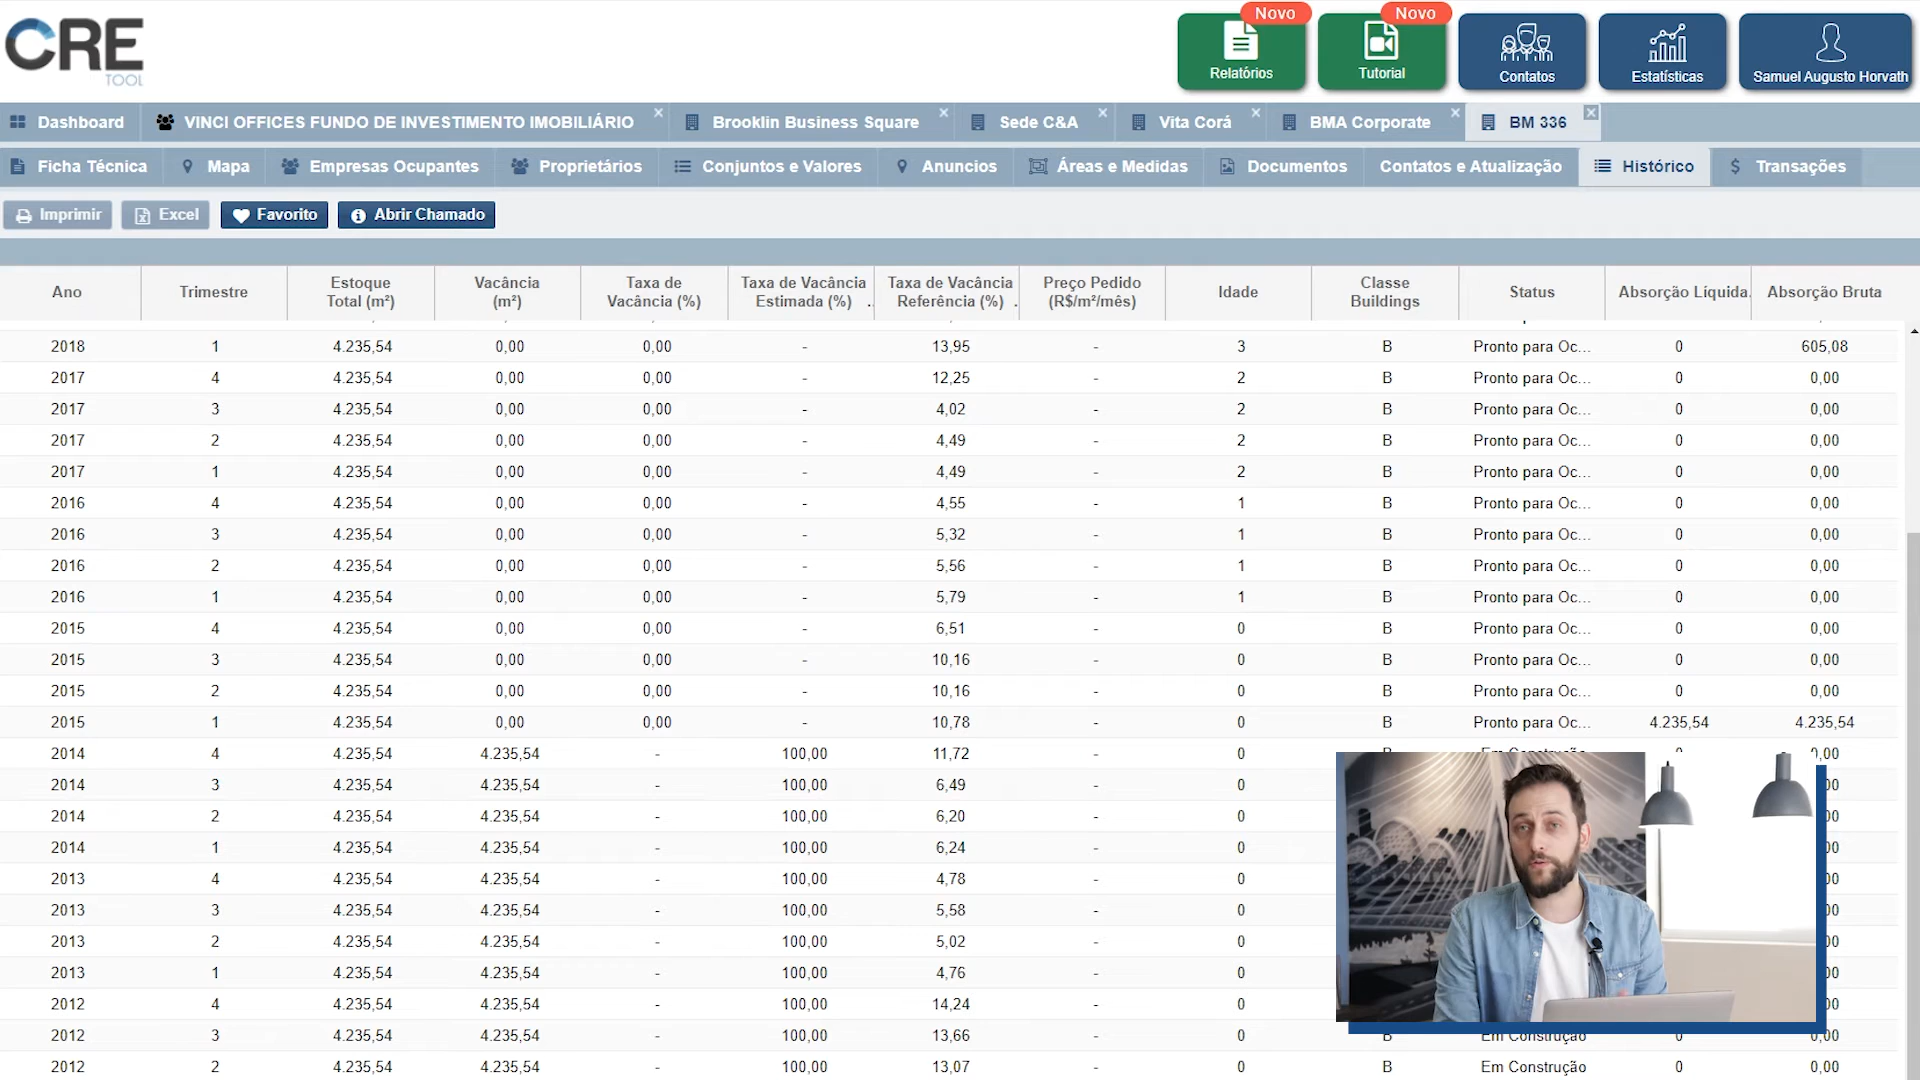 CRE
TOOL
Novo
Relatórios
Novo
Tutorial
Contatos
Estatísticas
Samuel Augusto Horvath
Dashboard VINCI OFFICES FUNDO DE INVESTIMENTO IMOBILIÁRIO Brooklin Business Square Sede C&A Vita Corá BMA Corporate BM 336
Ficha Técnica Mapa Empresas Ocupantes Proprietários Conjuntos e Valores Anuncios Áreas e Medidas Documentos Contatos e Atualização Histórico Transações
Imprimir Excel Favorito Abrir Chamado
Ano Trimestre Estoque Total (m²) Vacância (m²) Taxa de Vacância (%) Taxa de Vacância Estimada (%) . Taxa de Vacância Referência (%) . Preço Pedido (R$/m²/mês) Idade Classe Buildings Status Absorção Líquida. Absorção Bruta
2018 1 4.235,54 0,00 0,00 - 13,95 - 3 B Pronto para Oc... 0 605,08
2017 4 4.235,54 0,00 0,00 - 12,25 - 2 B Pronto para Oc... 0 0,00
2017 3 4.235,54 0,00 0,00 - 4,02 - 2 B Pronto para Oc... 0 0,00
2017 2 4.235,54 0,00 0,00 - 4,49 - 2 B Pronto para Oc... 0 0,00
2017 1 4.235,54 0,00 0,00 - 4,49 - 2 B Pronto para Oc... 0 0,00
2016 4 4.235,54 0,00 0,00 - 4,55 - 1 B Pronto para Oc... 0 0,00
2016 3 4.235,54 0,00 0,00 - 5,32 - 1 B Pronto para Oc... 0 0,00
2016 2 4.235,54 0,00 0,00 - 5,56 - 1 B Pronto para Oc... 0 0,00
2016 1 4.235,54 0,00 0,00 - 5,79 - 1 B Pronto para Oc... 0 0,00
2015 4 4.235,54 0,00 0,00 - 6,51 - 0 B Pronto para Oc... 0 0,00
2015 3 4.235,54 0,00 0,00 - 10,16 - 0 B Pronto para Oc... 0 0,00
2015 2 4.235,54 0,00 0,00 - 10,16 - 0 B Pronto para Oc... 0 0,00
2015 1 4.235,54 0,00 0,00 - 10,78 - 0 B Pronto para Oc... 4.235,54 4.235,54
2014 4 4.235,54 4.235,54 - 100,00 11,72 - 0 B Em Construção 0 0,00
2014 3 4.235,54 4.235,54 - 100,00 6,49 - 0 00
2014 2 4.235,54 4.235,54 - 100,00 6,20 - 0 00
2014 1 4.235,54 4.235,54 - 100,00 6,24 - 0 00
2013 4 4.235,54 4.235,54 - 100,00 4,78 - 0 00
2013 3 4.235,54 4.235,54 - 100,00 5,58 - 0 00
2013 2 4.235,54 4.235,54 - 100,00 5,02 - 0 00
2013 1 4.235,54 4.235,54 - 100,00 4,76 - 0 00
2012 4 4.235,54 4.235,54 - 100,00 14,24 - 0 00
2012 3 4.235,54 4.235,54 - 100,00 13,66 - 0 B Em Construção 0 0,00
2012 2 4.235,54 4.235,54 - 100,00 13,07 - 0 B Em Construção 0 0,00